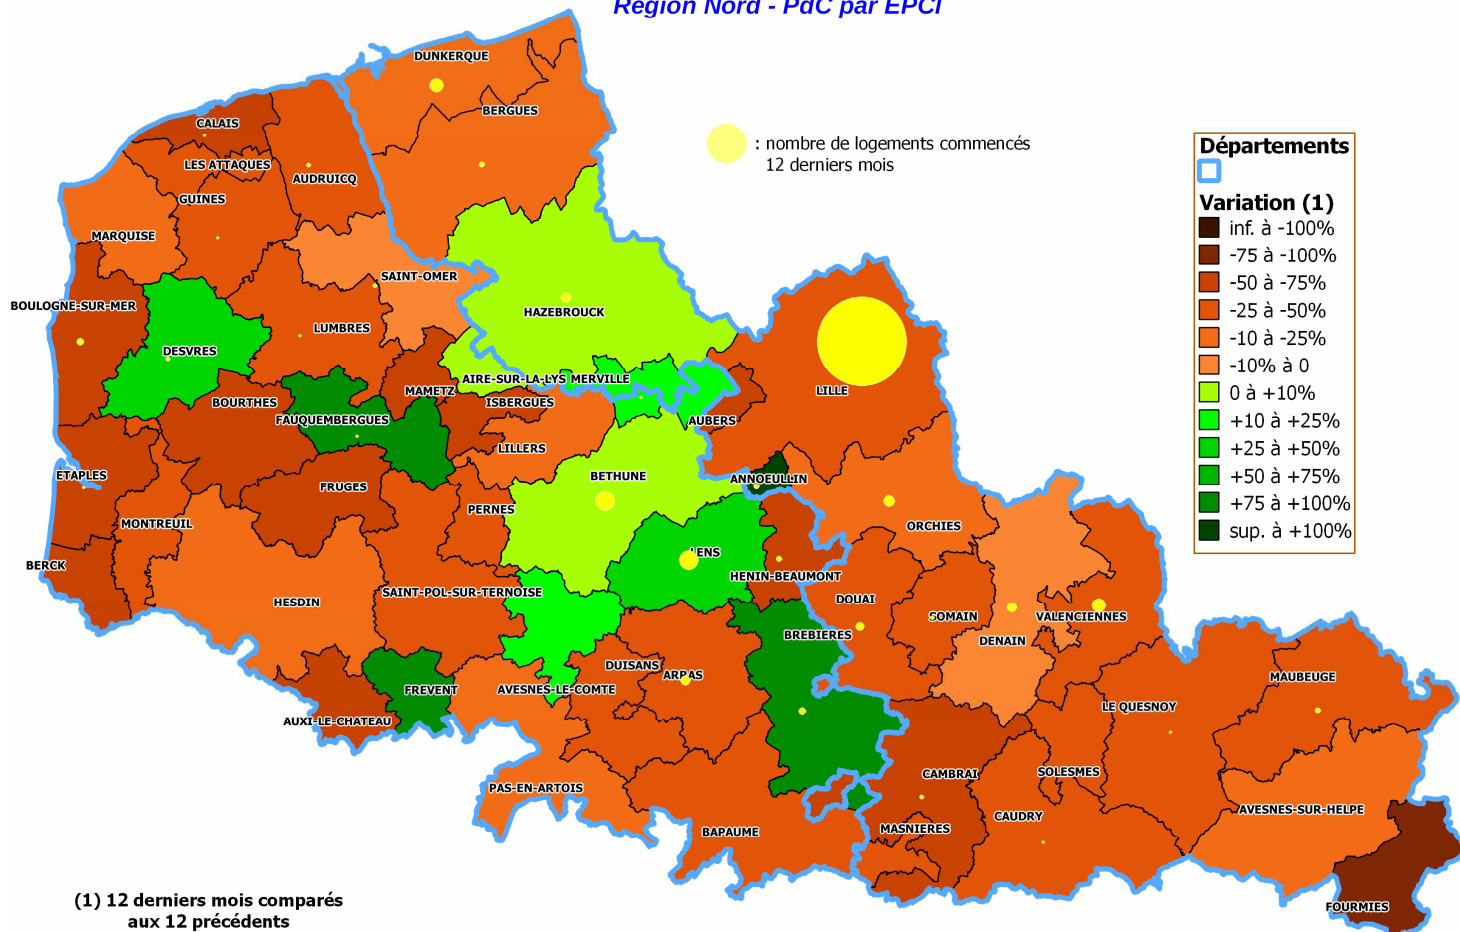 Région Nord - PdC par EPCI
DUNKERQUE
BERGUES
CALAIS
: nombre de logements commencés
12 derniers mois
LES ATTAQUES
AUDRUICQ
GUINES
MARQUISE
SAINT-OMER
BOULOGNE-SUR-MER
HAZEBROUCK
LUMBRES
DESVRES
AIRE-SUR-LA-LYS
MERVILLE
MAMETZ
LILLE
BOURTHES
ISBERGUES
FAUQUEMBERGUES
AUBERS
LILLERS
ÉTAPLES
BETHUNE
ANNOEULLIN
FRUGES
PERNES
MONTREUIL
ORCHIES
LENS
BERCK
HENIN-BEAUMONT
SAINT-POL-SUR-TERNOISE
HESDIN
DOUAI
SOMAIN
VALENCIENNES
BREBIERES
DENAIN
DUISANS
ARRAS
MAUBEUGE
FREVENT
AVESNES-LE-COMTE
LE QUESNOY
AUXI-LE-CHATEAU
CAMBRAI
SOLESMES
PAS-EN-ARTOIS
AVESNES-SUR-HELPE
CAUDRY
MASNIERES
BAPAUME
FOURMIES
Départements
Variation (1)
inf. à -100%
-75 à -100%
-50 à -75%
-25 à -50%
-10 à -25%
-10% à 0
0 à +10%
+10 à +25%
+25 à +50%
+50 à +75%
+75 à +100%
sup. à +100%
(1) 12 derniers mois comparés
aux 12 précédents